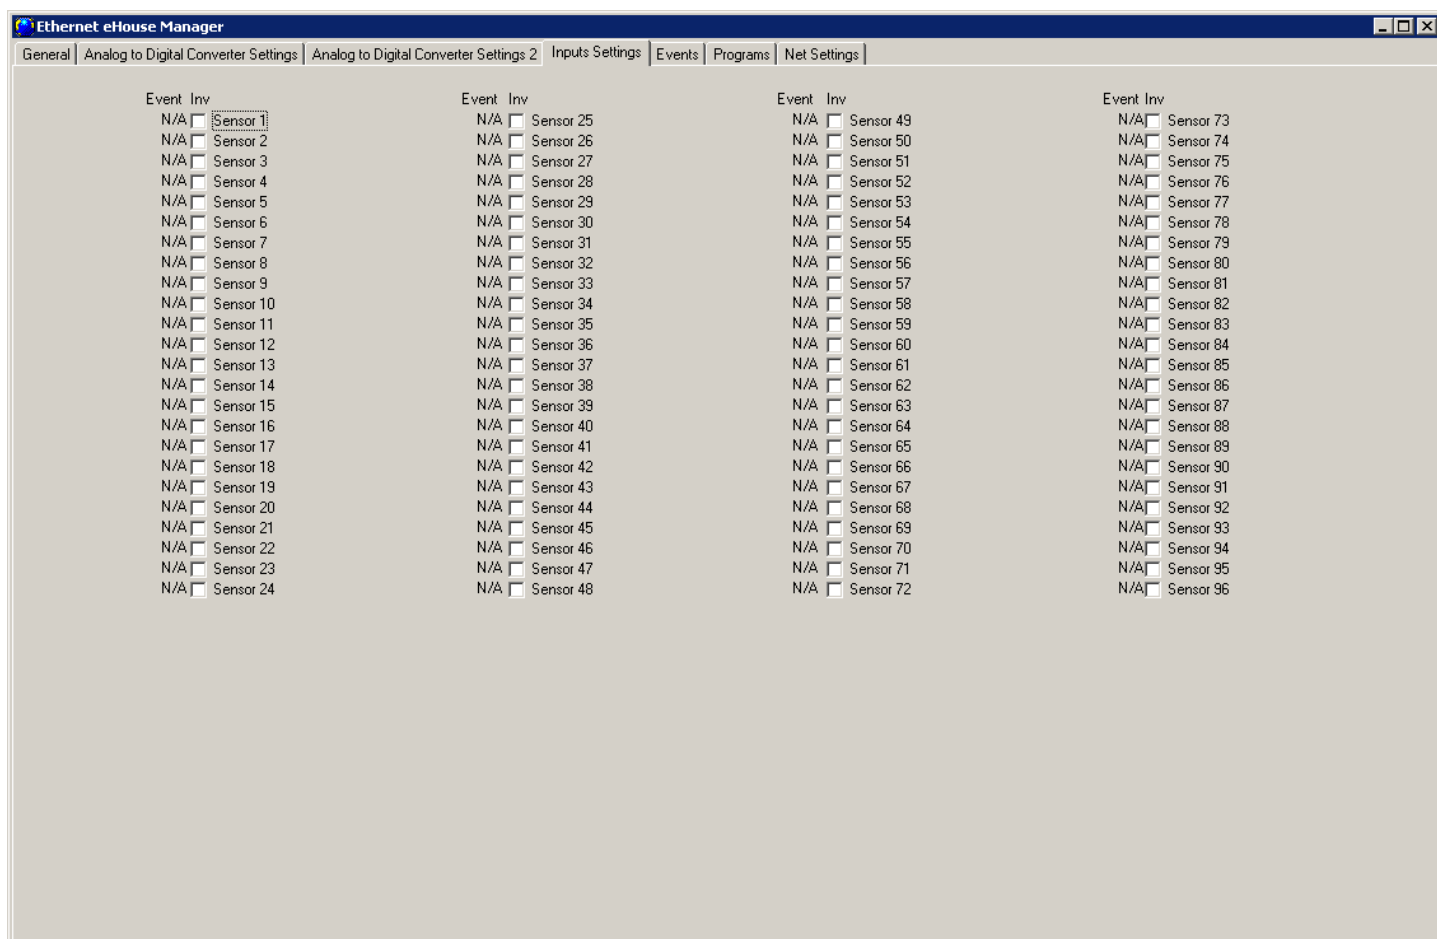 Ethernet eHouse Manager
General Analog to Digital Converter Settings Analog to Digital Converter Settings 2 Inputs Settings Events Programs Net Settings
Event Inv Event Inv Event Inv Event Inv
N/A Sensor 1 N/A Sensor 25 N/A Sensor 49 N/A Sensor 73
N/A Sensor 2 N/A Sensor 26 N/A Sensor 50 N/A Sensor 74
N/A Sensor 3 N/A Sensor 27 N/A Sensor 51 N/A Sensor 75
N/A Sensor 4 N/A Sensor 28 N/A Sensor 52 N/A Sensor 76
N/A Sensor 5 N/A Sensor 29 N/A Sensor 53 N/A Sensor 77
N/A Sensor 6 N/A Sensor 30 N/A Sensor 54 N/A Sensor 78
N/A Sensor 7 N/A Sensor 31 N/A Sensor 55 N/A Sensor 79
N/A Sensor 8 N/A Sensor 32 N/A Sensor 56 N/A Sensor 80
N/A Sensor 9 N/A Sensor 33 N/A Sensor 57 N/A Sensor 81
N/A Sensor 10 N/A Sensor 34 N/A Sensor 58 N/A Sensor 82
N/A Sensor 11 N/A Sensor 35 N/A Sensor 59 N/A Sensor 83
N/A Sensor 12 N/A Sensor 36 N/A Sensor 60 N/A Sensor 84
N/A Sensor 13 N/A Sensor 37 N/A Sensor 61 N/A Sensor 85
N/A Sensor 14 N/A Sensor 38 N/A Sensor 62 N/A Sensor 86
N/A Sensor 15 N/A Sensor 39 N/A Sensor 63 N/A Sensor 87
N/A Sensor 16 N/A Sensor 40 N/A Sensor 64 N/A Sensor 88
N/A Sensor 17 N/A Sensor 41 N/A Sensor 65 N/A Sensor 89
N/A Sensor 18 N/A Sensor 42 N/A Sensor 66 N/A Sensor 90
N/A Sensor 19 N/A Sensor 43 N/A Sensor 67 N/A Sensor 91
N/A Sensor 20 N/A Sensor 44 N/A Sensor 68 N/A Sensor 92
N/A Sensor 21 N/A Sensor 45 N/A Sensor 69 N/A Sensor 93
N/A Sensor 22 N/A Sensor 46 N/A Sensor 70 N/A Sensor 94
N/A Sensor 23 N/A Sensor 47 N/A Sensor 71 N/A Sensor 95
N/A Sensor 24 N/A Sensor 48 N/A Sensor 72 N/A Sensor 96